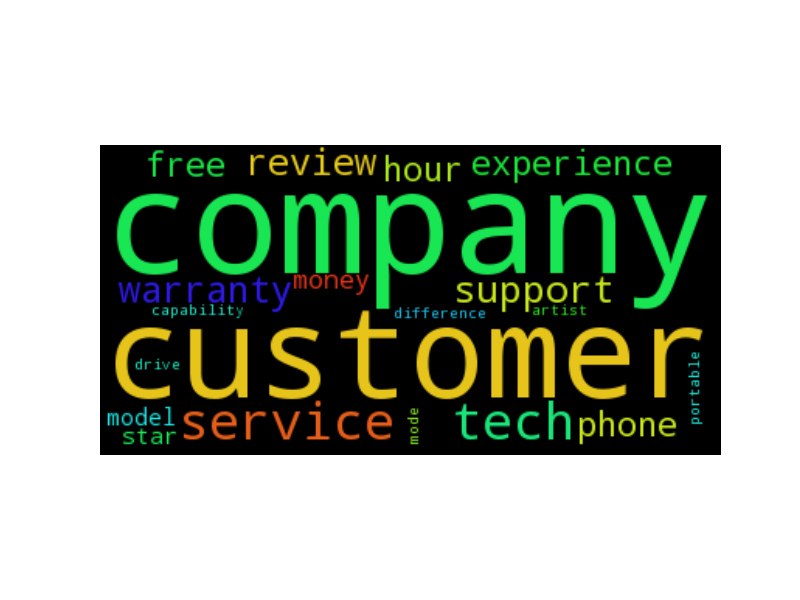 free review hour experience
company
warranty money support
capability difference artist
customer
drive portable
model service mode tech phone
star